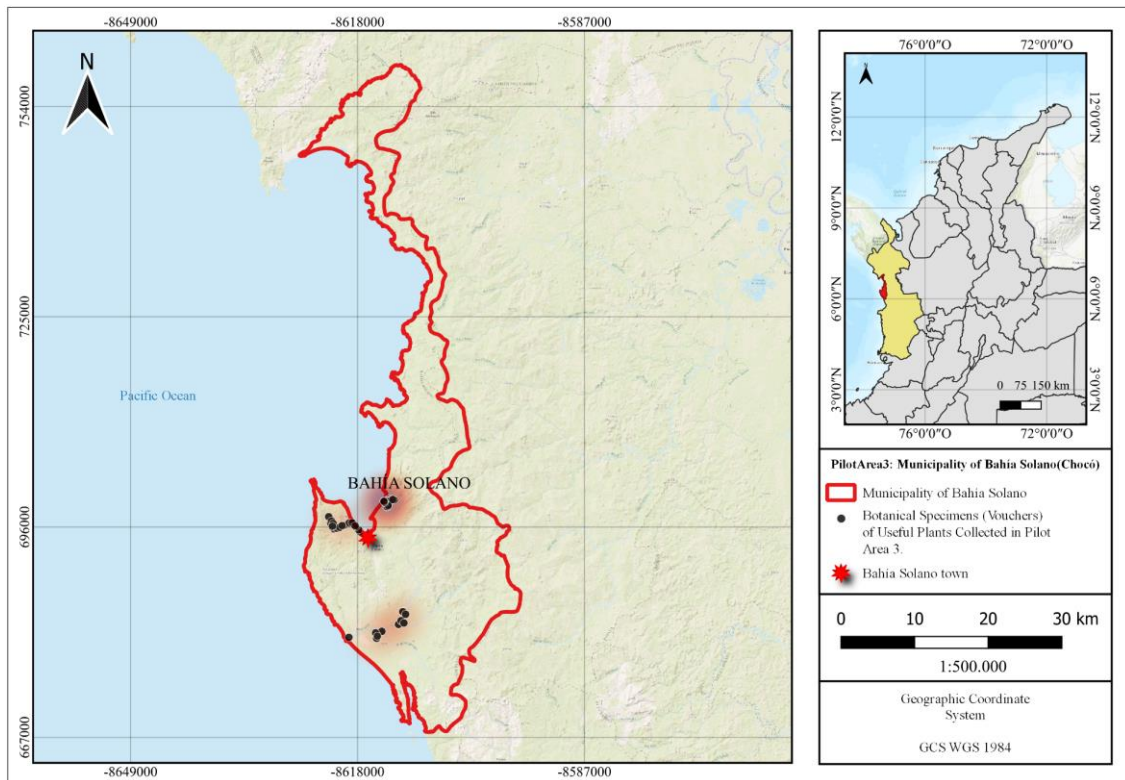 -8649000 -8618000 -8587000
N
754000
725000
Pacific Ocean
BAHÍA SOLANO
696000
667000
-8649000 -8618000 -8587000
76°0'0"O 72°0'0"O
N
12°0'0"N 12°0'0"N
9°0'0"N 9°0'0"N
6°0'0"N 6°0'0"N
3°0'0"N 3°0'0"N
0 75 150 km
76°0'0"O 72°0'0"O
PilotArea3: Municipality of Bahía Solano(Chocó)
Municipality of Bahía Solano
Botanical Specimens (Vouchers)
of Useful Plants Collected in Pilot
Area 3.
Bahía Solano town
0 10 20 30 km
1:500.000
Geographic Coordinate
System
GCS WGS 1984